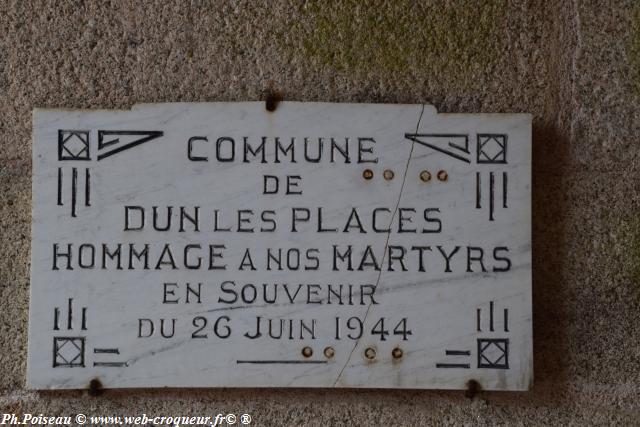 COMMUNE
DE
DUN LES PLACES
HOMMAGE A NOS MARTYRS
EN SOUVENIR
DU 26 JUIN 1944
Ph:Poiseau © www-web-croqueur.fr©®